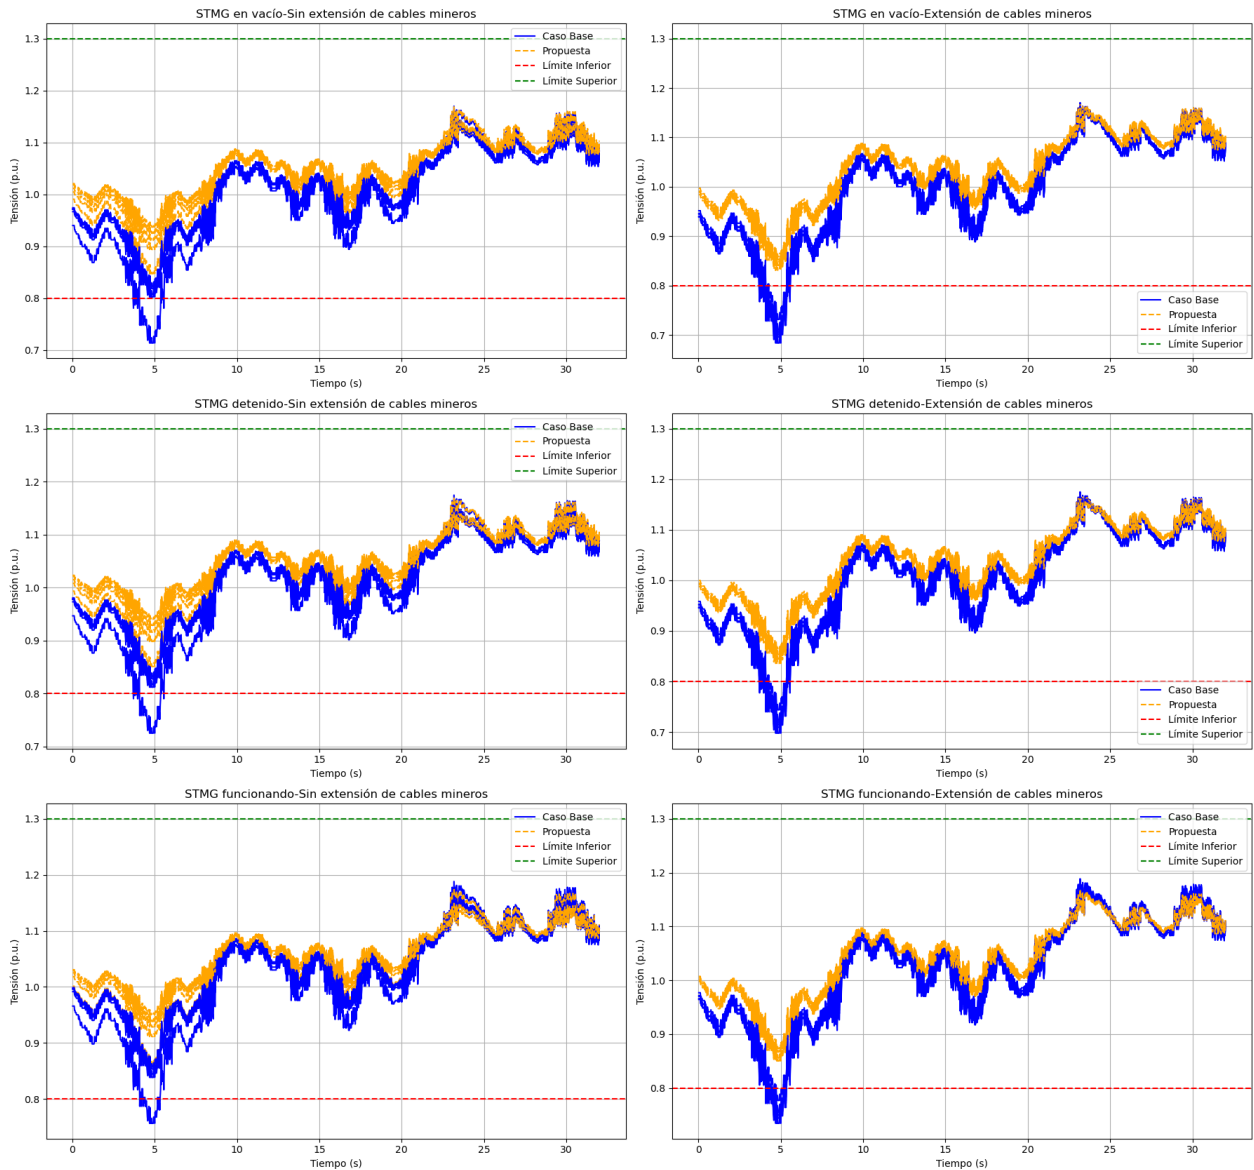 STMG en vacío-Sin extensión de cables mineros
1.3
1.2
1.1
1.0
0.9
0.8
0.7
Tensión (p.u.)
Caso Base
Propuesta
Límite Inferior
Límite Superior
0 5 10 15 20 25 30
Tiempo (s)
STMG en vacío-Extensión de cables mineros
1.3
1.2
1.1
1.0
0.9
0.8
0.7
Tensión (p.u.)
Caso Base
Propuesta
Límite Inferior
Límite Superior
0 5 10 15 20 25 30
Tiempo (s)
STMG detenido-Sin extensión de cables mineros
1.3
1.2
1.1
1.0
0.9
0.8
0.7
Tensión (p.u.)
Caso Base
Propuesta
Límite Inferior
Límite Superior
0 5 10 15 20 25 30
Tiempo (s)
STMG detenido-Extensión de cables mineros
1.3
1.2
1.1
1.0
0.9
0.8
0.7
Tensión (p.u.)
Caso Base
Propuesta
Límite Inferior
Límite Superior
0 5 10 15 20 25 30
Tiempo (s)
STMG funcionando-Sin extensión de cables mineros
1.3
1.2
1.1
1.0
0.9
0.8
Tensión (p.u.)
Caso Base
Propuesta
Límite Inferior
Límite Superior
0 5 10 15 20 25 30
Tiempo (s)
STMG funcionando-Extensión de cables mineros
1.3
1.2
1.1
1.0
0.9
0.8
Tensión (p.u.)
Caso Base
Propuesta
Límite Inferior
Límite Superior
0 5 10 15 20 25 30
Tiempo (s)